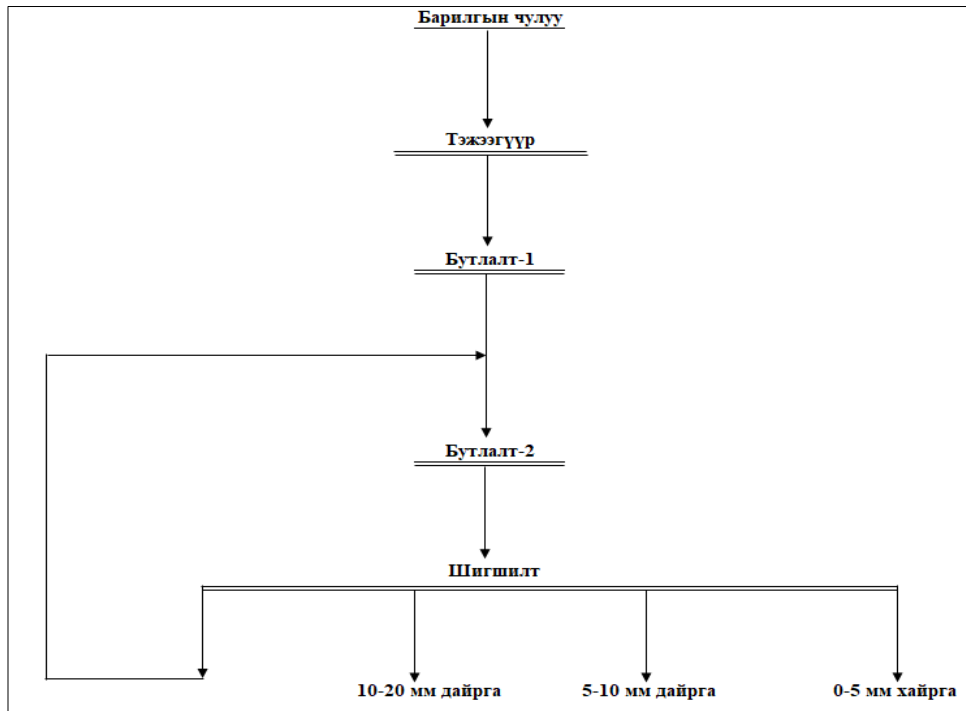 Барилгын чулуу
Тэжээгүүр
Бутлалт-1
Бутлалт-2
Шигшилт
10-20 мм дайрга
5-10 мм дайрга
0-5 мм хайрга